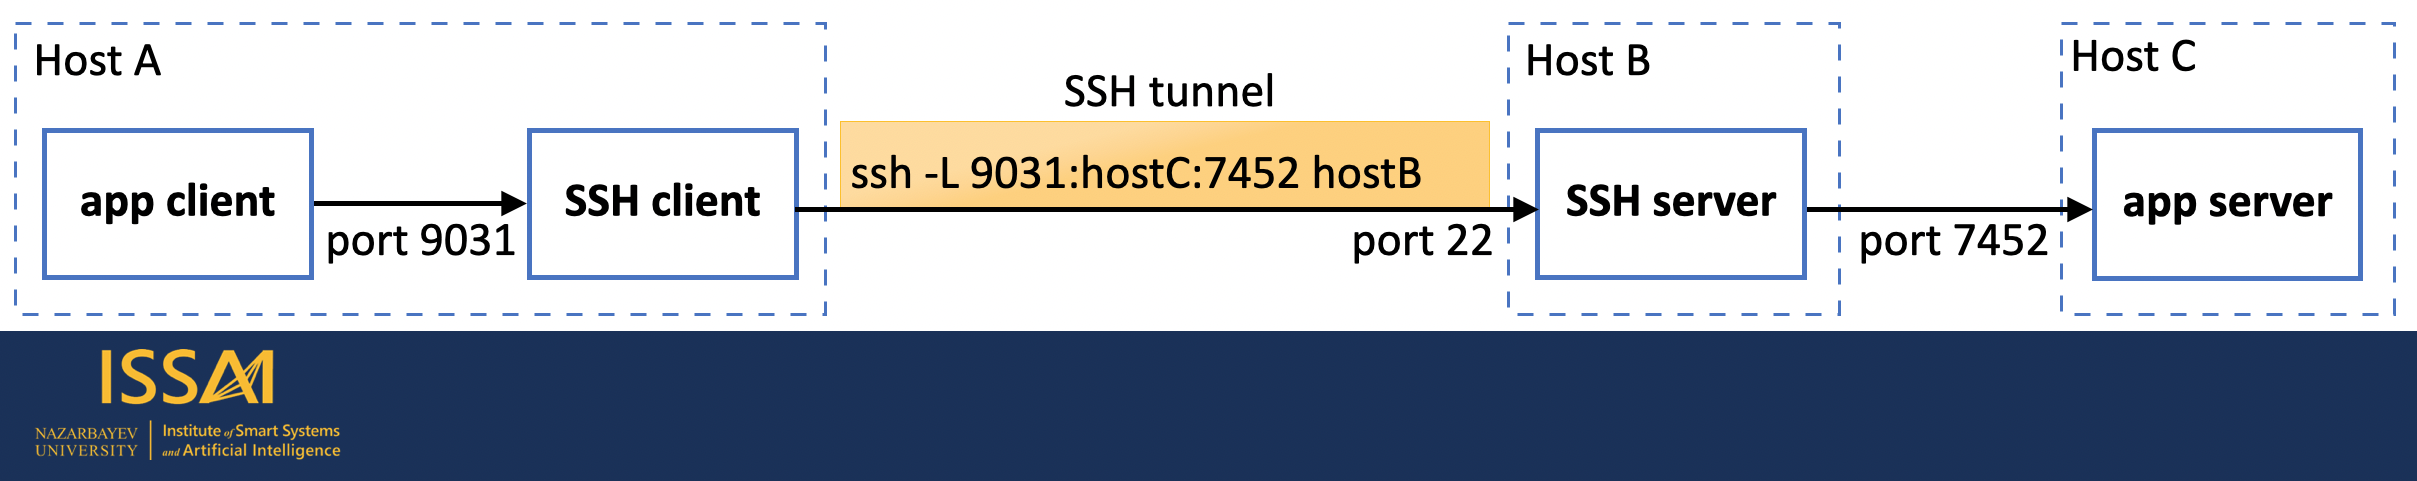 Host A
app client
port 9031
SSH client
SSH tunnel
ssh -L 9031:hostC:7452 hostB
port 22
Host B
SSH server
port 7452
Host C
app server
ISSAI
NAZARBAYEV
UNIVERSITY
Institute of Smart Systems
and Artificial Intelligence